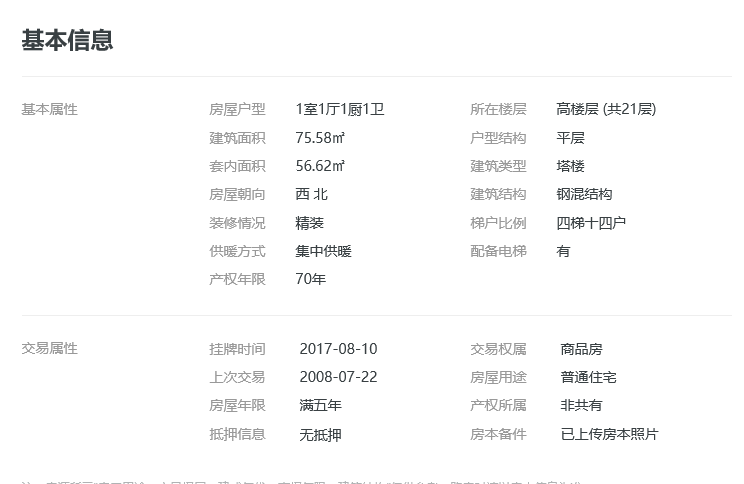 基本信息
基本属性 房屋户型 1室1厅1厨1卫 所在楼层 高楼层 (共21层)
建筑面积 75.58㎡ 户型结构 平层
套内面积 56.62㎡ 建筑类型 塔楼
房屋朝向 西 北 建筑结构 钢混结构
装修情况 精装 梯户比例 四梯十四户
供暖方式 集中供暖 配备电梯 有
产权年限 70年
交易属性 挂牌时间 2017-08-10 交易权属 商品房
上次交易 2008-07-22 房屋用途 普通住宅
房屋年限 满五年 产权所属 非共有
抵押信息 无抵押 房本备件 已上传房本照片